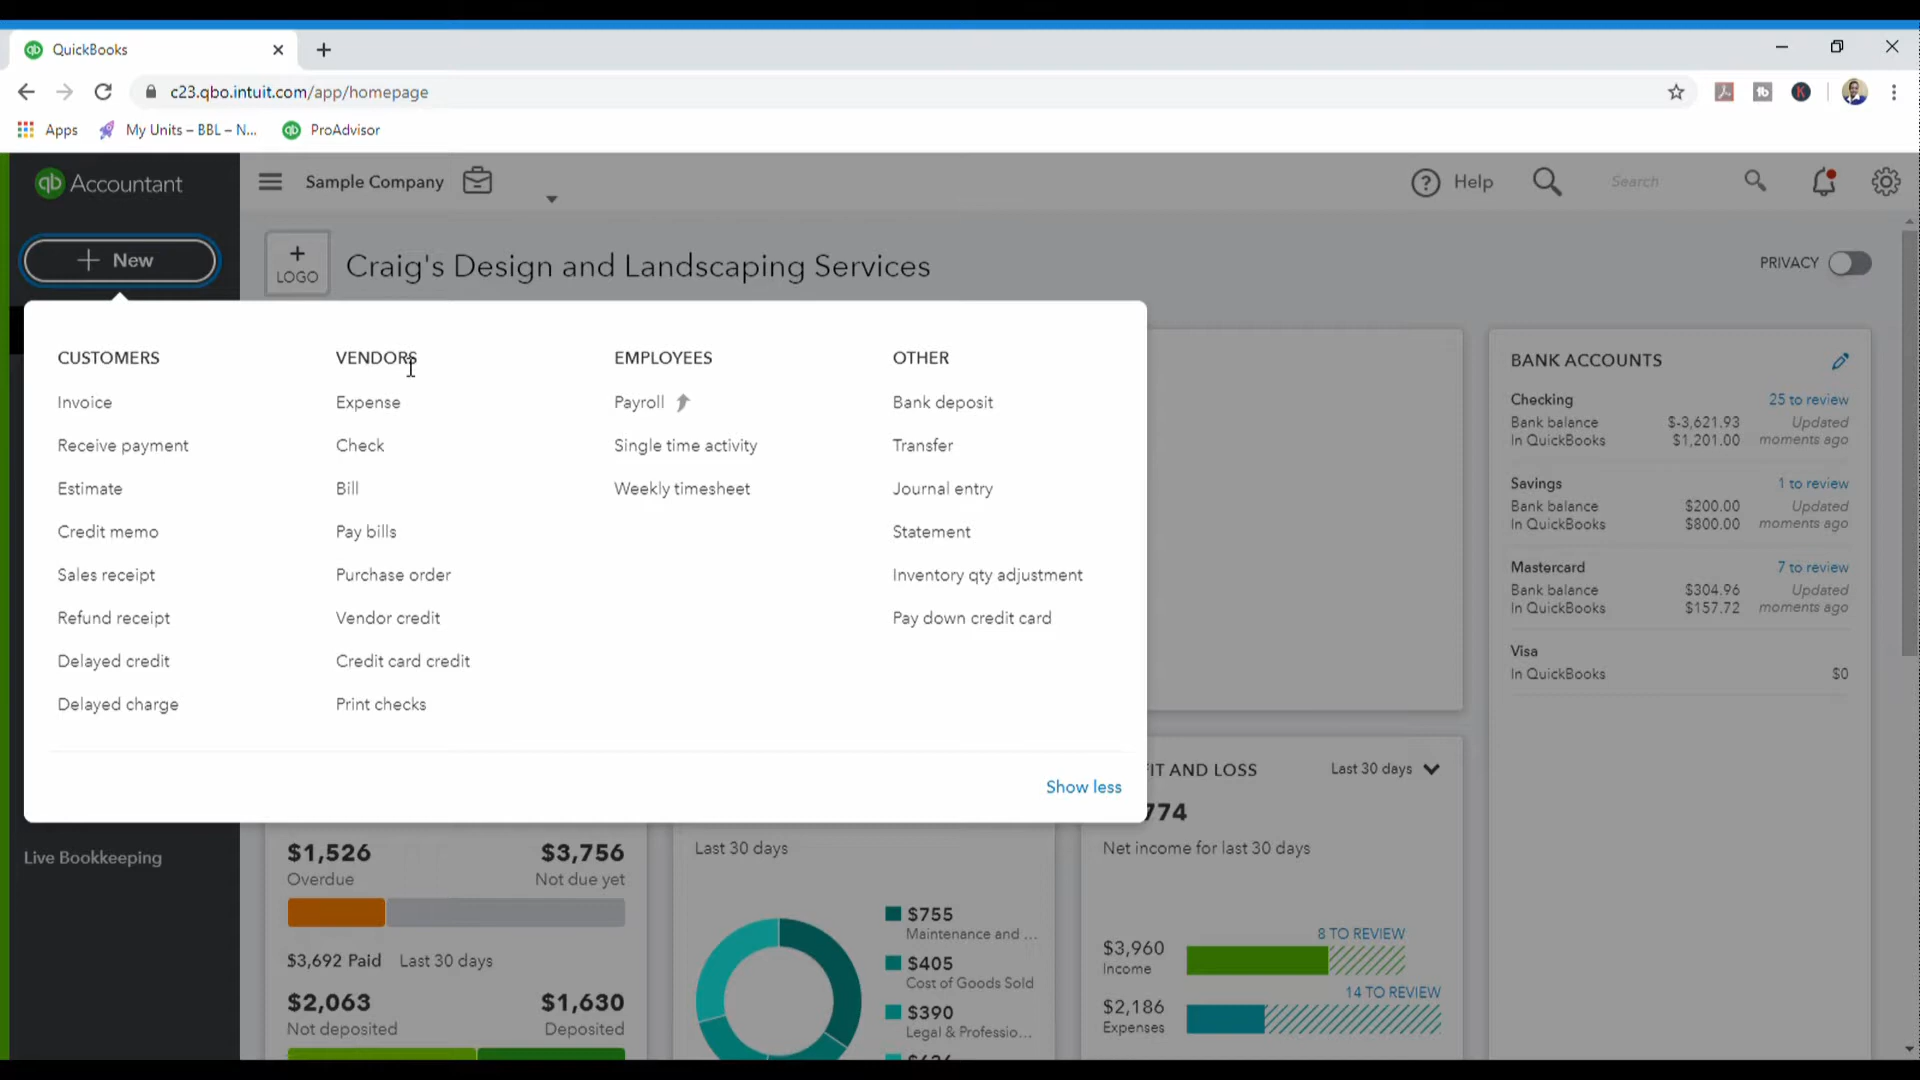 QuickBooks
c23.qbo.intuit.com/app/homepage
Apps
My Units – BBL – N...
ProAdvisor
qb Accountant
Sample Company
Help
Search
+ New
+ LOGO
Craig's Design and Landscaping Services
PRIVACY
CUSTOMERS
Invoice
Receive payment
Estimate
Credit memo
Sales receipt
Refund receipt
Delayed credit
Delayed charge
VENDORS
Expense
Check
Bill
Pay bills
Purchase order
Vendor credit
Credit card credit
Print checks
EMPLOYEES
Payroll
Single time activity
Weekly timesheet
OTHER
Bank deposit
Transfer
Journal entry
Statement
Inventory qty adjustment
Pay down credit card
Show less
BANK ACCOUNTS
Checking 25 to review
Bank balance $-3,621.93 Updated
In QuickBooks $1,201.00 moments ago
Savings 1 to review
Bank balance $200.00 Updated
In QuickBooks $800.00 moments ago
Mastercard 7 to review
Bank balance $304.96 Updated
In QuickBooks $157.72 moments ago
Visa
In QuickBooks $0
Live Bookkeeping
$1,526 $3,756
Overdue Not due yet
$3,692 Paid Last 30 days
$2,063 $1,630
Not deposited Deposited
Last 30 days
$755
Maintenance and ...
$405
Cost of Goods Sold
$390
Legal & Professio...
IT AND LOSS Last 30 days
774
Net income for last 30 days
8 TO REVIEW
$3,960
Income
14 TO REVIEW
$2,186
Expenses